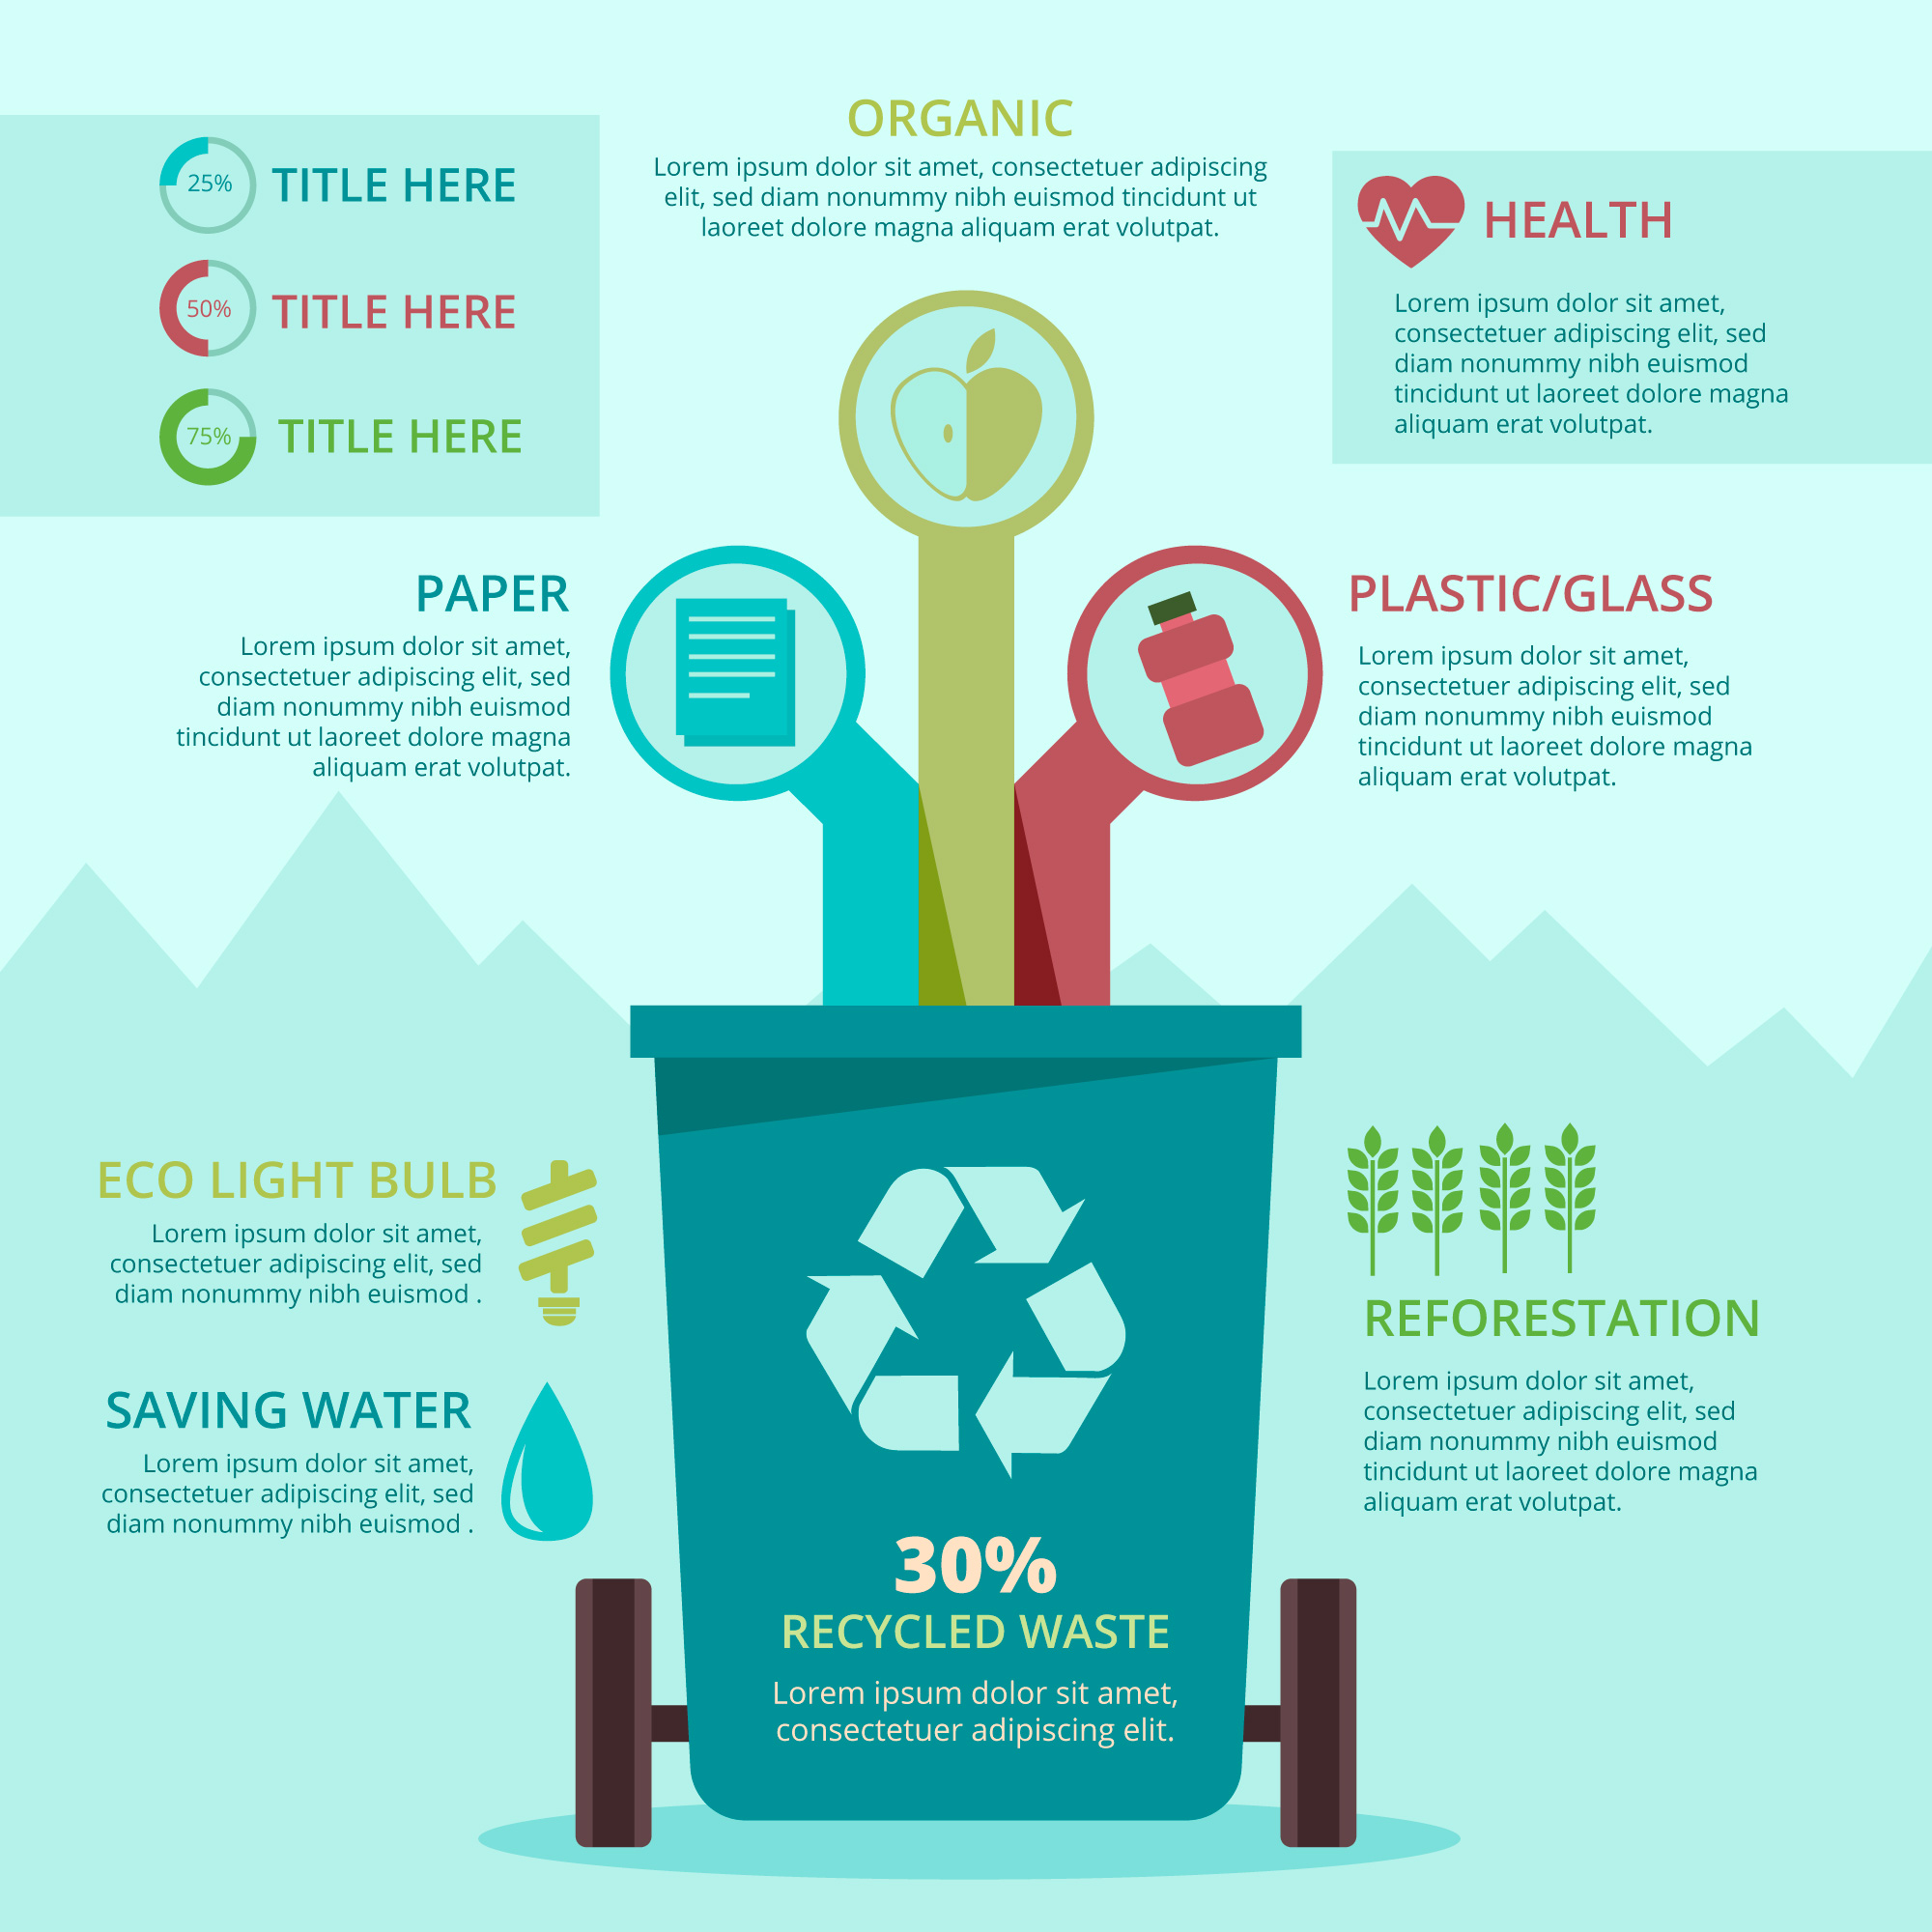 25%
TITLE HERE
50%
TITLE HERE
75%
TITLE HERE
ORGANIC
Lorem ipsum dolor sit amet, consectetuer adipiscing
elit, sed diam nonummy nibh euismod tincidunt ut
laoreet dolore magna aliquam erat volutpat.
HEALTH
Lorem ipsum dolor sit amet,
consectetuer adipiscing elit, sed
diam nonummy nibh euismod
tincidunt ut laoreet dolore magna
aliquam erat volutpat.
PAPER
Lorem ipsum dolor sit amet,
consectetuer adipiscing elit, sed
diam nonummy nibh euismod
tincidunt ut laoreet dolore magna
aliquam erat volutpat.
PLASTIC/GLASS
Lorem ipsum dolor sit amet,
consectetuer adipiscing elit, sed
diam nonummy nibh euismod
tincidunt ut laoreet dolore magna
aliquam erat volutpat.
ECO LIGHT BULB
Lorem ipsum dolor sit amet,
consectetuer adipiscing elit, sed
diam nonummy nibh euismod .
SAVING WATER
Lorem ipsum dolor sit amet,
consectetuer adipiscing elit, sed
diam nonummy nibh euismod .
REFORESTATION
Lorem ipsum dolor sit amet,
consectetuer adipiscing elit, sed
diam nonummy nibh euismod
tincidunt ut laoreet dolore magna
aliquam erat volutpat.
30%
RECYCLED WASTE
Lorem ipsum dolor sit amet,
consectetuer adipiscing elit.